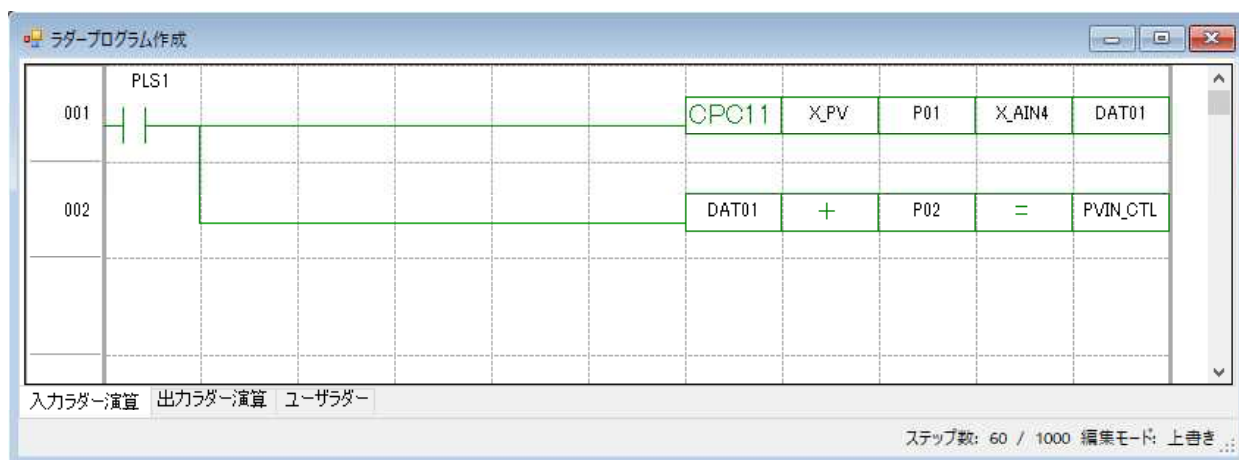 ラダープログラム作成
PLS1
001 CPC11 X_PV P01 X_AIN4 DAT01
002 DAT01 + P02 = PVIN_CTL
入力ラダー演算 出力ラダー演算 ユーザラダー
ステップ数: 60 / 1000 編集モード: 上書き